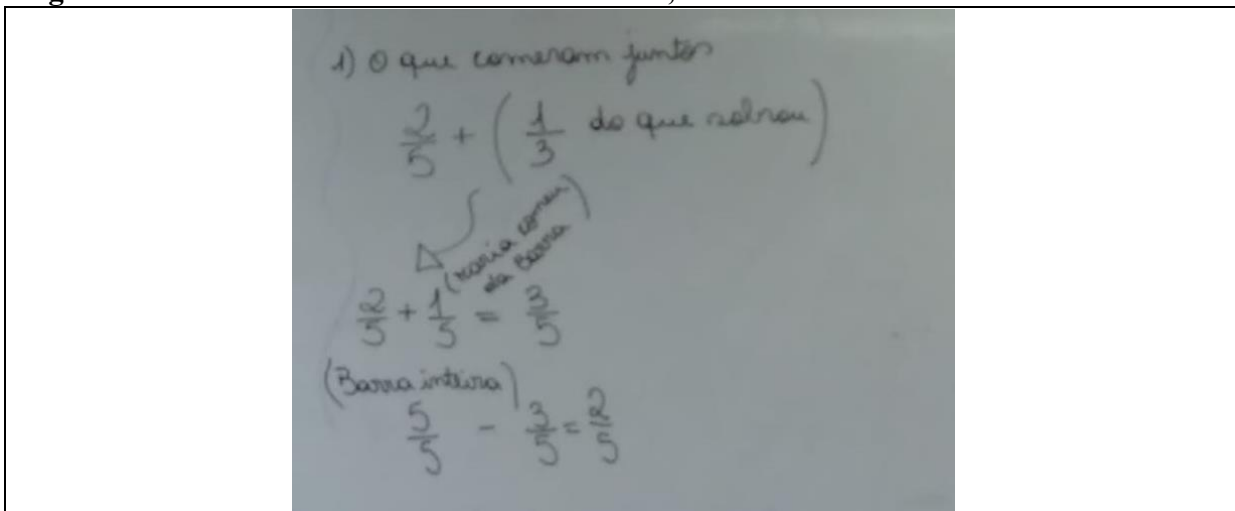 1) O que comeram juntos
2/5 + ( 1/3 do que sobrou )
(Maria comeu
da Barra)
2/5 + 1/5 = 3/5
(Barra inteira)
5/5 - 3/5 = 2/5